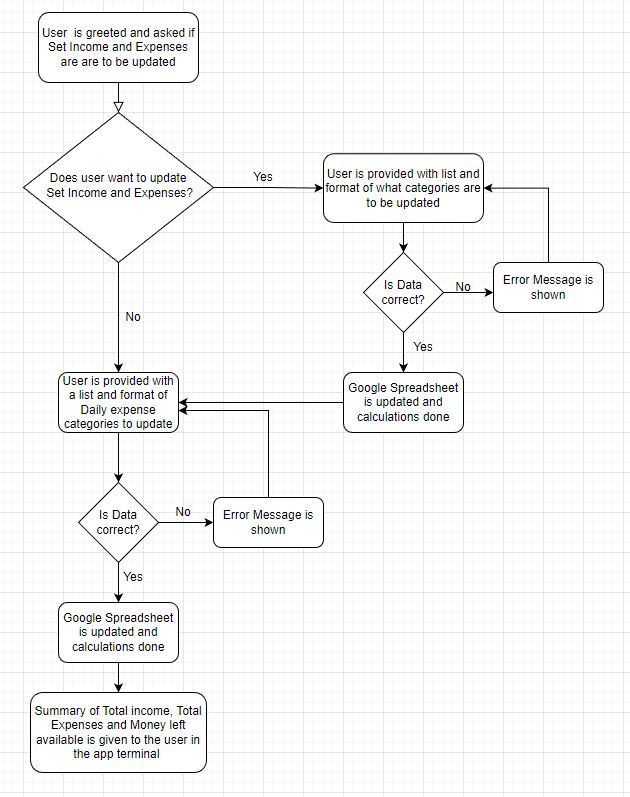 User is greeted and asked if
Set Income and Expenses
are are to be updated
Does user want to update
Set Income and Expenses?
Yes
User is provided with list and
format of what categories are
to be updated
Is Data
correct?
No
Error Message is
shown
Yes
No
Google Spreadsheet
is updated and
calculations done
User is provided with
a list and format of
Daily expense
categories to update
Is Data
correct?
No
Error Message is
shown
Yes
Google Spreadsheet
is updated and
calculations done
Summary of Total income, Total
Expenses and Money left
available is given to the user in
the app terminal